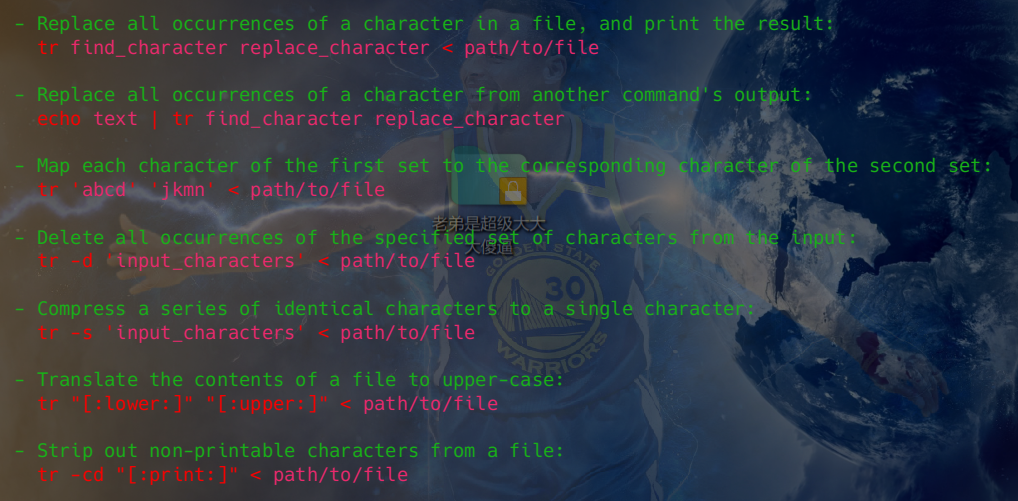 - Replace all occurrences of a character in a file, and print the result:
tr find_character replace_character < path/to/file
- Replace all occurrences of a character from another command's output:
echo text | tr find_character replace_character
- Map each character of the first set to the corresponding character of the second set:
tr 'abcd' 'jkmn' < path/to/file
老弟是超级大大
大傻逼
- Delete all occurrences of the specified set of characters from the input:
tr -d 'input_characters' < path/to/file
GOLDEN STATE
30
WARRIORS
- Compress a series of identical characters to a single character:
tr -s 'input_characters' < path/to/file
- Translate the contents of a file to upper-case:
tr "[:lower:]" "[:upper:]" < path/to/file
- Strip out non-printable characters from a file:
tr -cd "[:print:]" < path/to/file